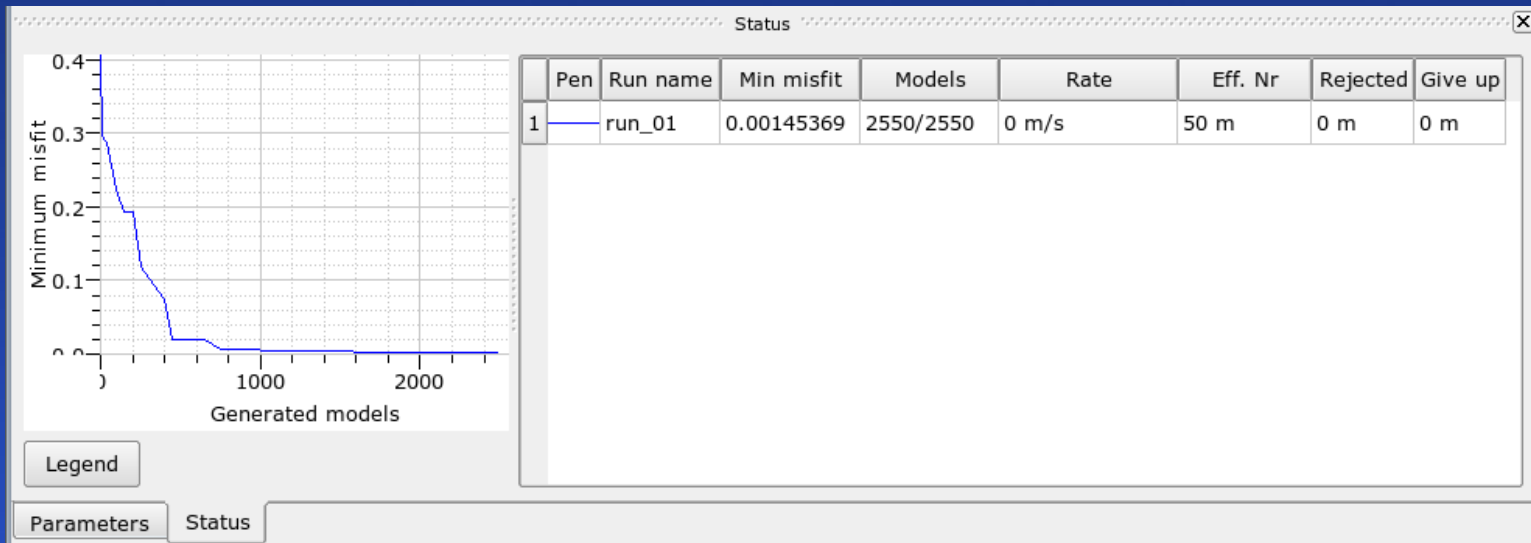 Status
0.4
0.3
0.2
0.1
Minimum misfit
1000
2000
Generated models
Legend
Pen Run name Min misfit Models Rate Eff. Nr Rejected Give up
1 run_01 0.00145369 2550/2550 0 m/s 50 m 0 m 0 m
Parameters Status